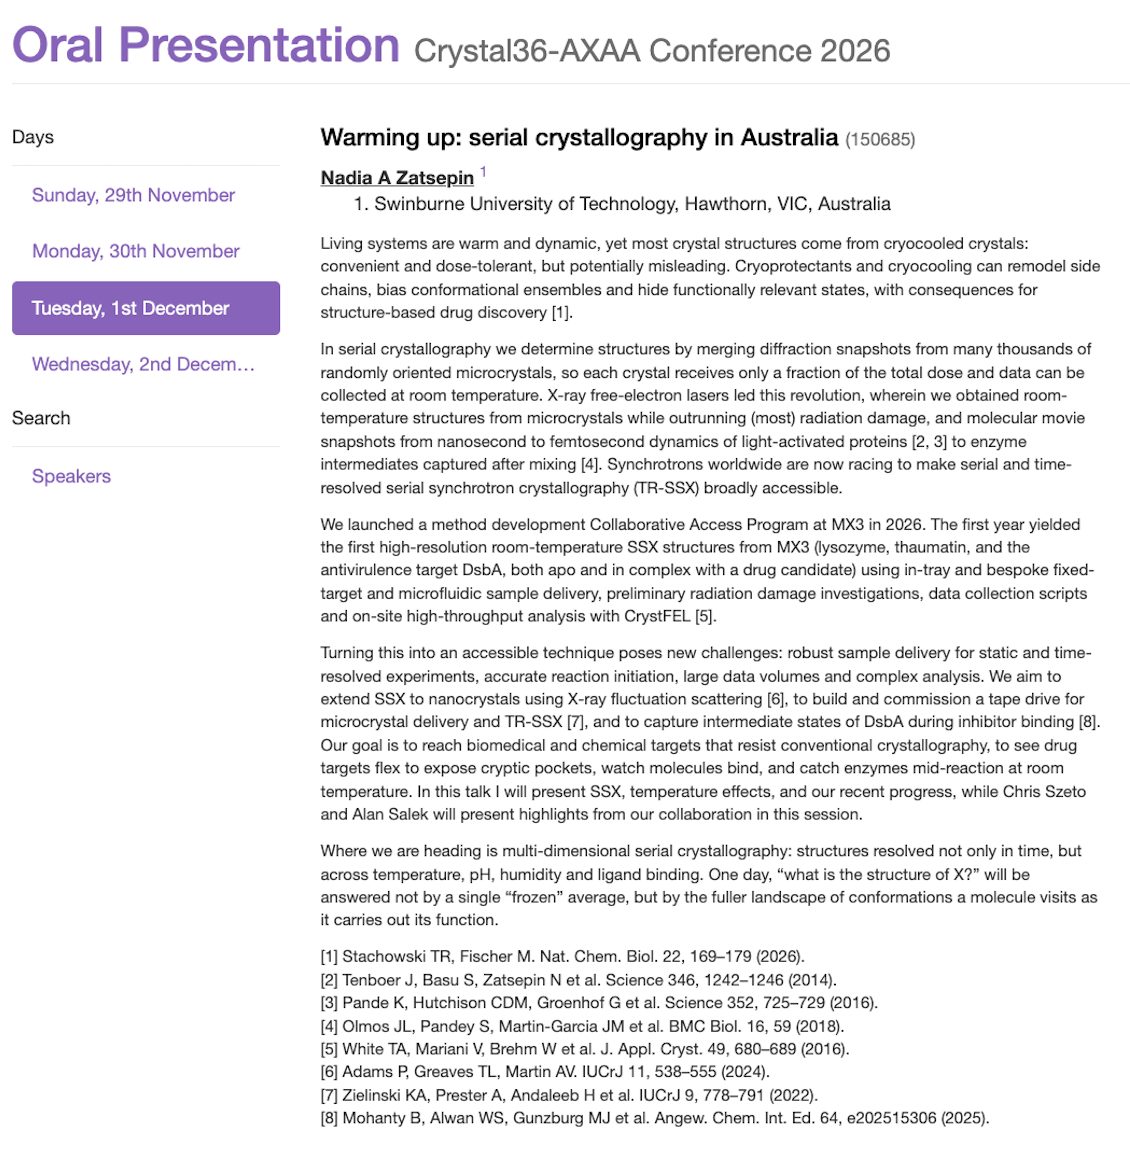 Oral Presentation Crystal36-AXAA Conference 2026
Days
Sunday, 29th November
Monday, 30th November
Tuesday, 1st December
Wednesday, 2nd Decem…
Search
Speakers
Warming up: serial crystallography in Australia (150685)
Nadia A Zatsepin 1
1. Swinburne University of Technology, Hawthorn, VIC, Australia
Living systems are warm and dynamic, yet most crystal structures come from cryocooled crystals:
convenient and dose-tolerant, but potentially misleading. Cryoprotectants and cryocooling can remodel side
chains, bias conformational ensembles and hide functionally relevant states, with consequences for
structure-based drug discovery [1].
In serial crystallography we determine structures by merging diffraction snapshots from many thousands of
randomly oriented microcrystals, so each crystal receives only a fraction of the total dose and data can be
collected at room temperature. X-ray free-electron lasers led this revolution, wherein we obtained room-
temperature structures from microcrystals while outrunning (most) radiation damage, and molecular movie
snapshots from nanosecond to femtosecond dynamics of light-activated proteins [2, 3] to enzyme
intermediates captured after mixing [4]. Synchrotrons worldwide are now racing to make serial and time-
resolved serial synchrotron crystallography (TR-SSX) broadly accessible.
We launched a method development Collaborative Access Program at MX3 in 2026. The first year yielded
the first high-resolution room-temperature SSX structures from MX3 (lysozyme, thaumatin, and the
antivirulence target DsbA, both apo and in complex with a drug candidate) using in-tray and bespoke fixed-
target and microfluidic sample delivery, preliminary radiation damage investigations, data collection scripts
and on-site high-throughput analysis with CrystFEL [5].
Turning this into an accessible technique poses new challenges: robust sample delivery for static and time-
resolved experiments, accurate reaction initiation, large data volumes and complex analysis. We aim to
extend SSX to nanocrystals using X-ray fluctuation scattering [6], to build and commission a tape drive for
microcrystal delivery and TR-SSX [7], and to capture intermediate states of DsbA during inhibitor binding [8].
Our goal is to reach biomedical and chemical targets that resist conventional crystallography, to see drug
targets flex to expose cryptic pockets, watch molecules bind, and catch enzymes mid-reaction at room
temperature. In this talk I will present SSX, temperature effects, and our recent progress, while Chris Szeto
and Alan Salek will present highlights from our collaboration in this session.
Where we are heading is multi-dimensional serial crystallography: structures resolved not only in time, but
across temperature, pH, humidity and ligand binding. One day, “what is the structure of X?” will be
answered not by a single “frozen” average, but by the fuller landscape of conformations a molecule visits as
it carries out its function.
[1] Stachowski TR, Fischer M. Nat. Chem. Biol. 22, 169–179 (2026).
[2] Tenboer J, Basu S, Zatsepin N et al. Science 346, 1242–1246 (2014).
[3] Pande K, Hutchison CDM, Groenhof G et al. Science 352, 725–729 (2016).
[4] Olmos JL, Pandey S, Martin-Garcia JM et al. BMC Biol. 16, 59 (2018).
[5] White TA, Mariani V, Brehm W et al. J. Appl. Cryst. 49, 680–689 (2016).
[6] Adams P, Greaves TL, Martin AV. IUCrJ 11, 538–555 (2024).
[7] Zielinski KA, Prester A, Andaleeb H et al. IUCrJ 9, 778–791 (2022).
[8] Mohanty B, Alwan WS, Gunzburg MJ et al. Angew. Chem. Int. Ed. 64, e202515306 (2025).